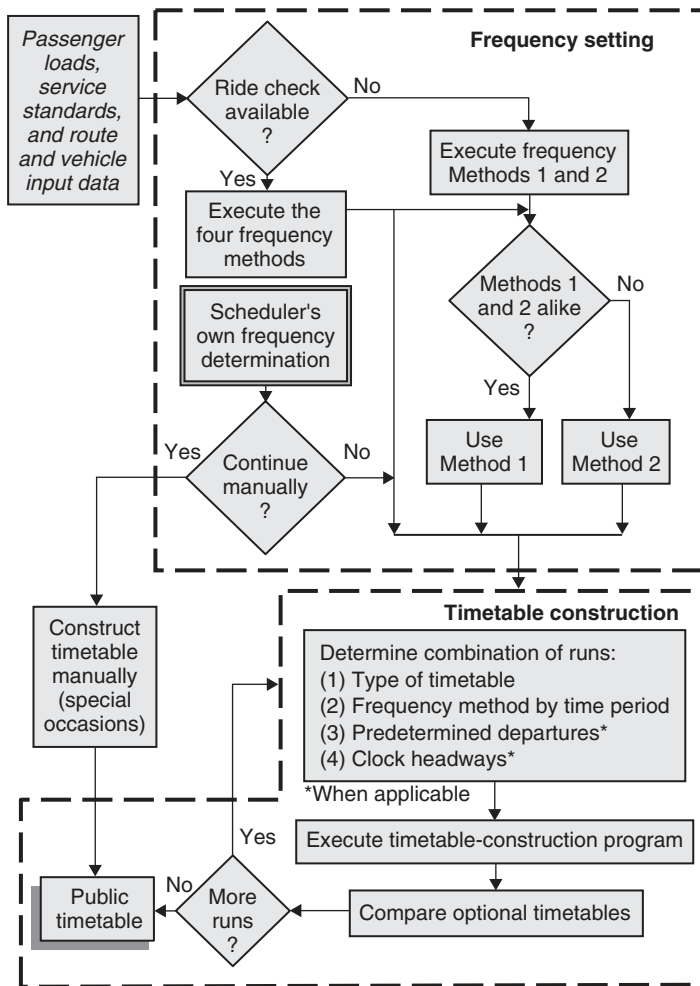 Passenger
loads,
service
standards,
and route
and vehicle
input data
Frequency setting
Ride check
available
?
No
Yes
Execute frequency
Methods 1 and 2
Execute the
four frequency
methods
Methods 1
and 2 alike
?
No
Yes
Scheduler's
own frequency
determination
Use
Method 1
Use
Method 2
Yes
Continue
manually
?
No
Construct
timetable
manually
(special
occasions)
Timetable construction
Determine combination of runs:
(1) Type of timetable
(2) Frequency method by time period
(3) Predetermined departures*
(4) Clock headways*
*When applicable
Execute timetable-construction program
Compare optional timetables
Yes
More
runs
?
No
Public
timetable